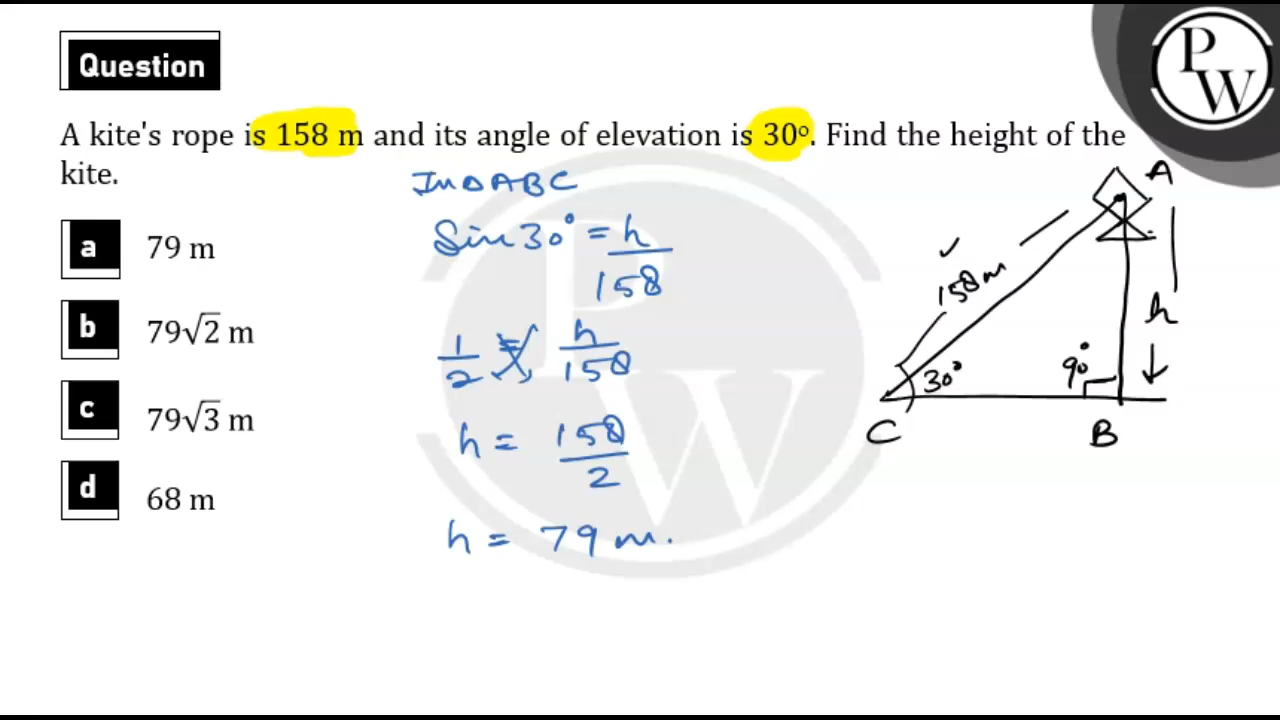 Question
PW
A kite's rope is 158 m and its angle of elevation is 30º. Find the height of the
kite.
a 79 m
b 79√2 m
c 79√3 m
d 68 m
In Δ ABC
Sin 30° = h/158
1/2 = h/158
h = 158/2
h = 79 m.
A
158 m
h
30°
90°
C
B
PW